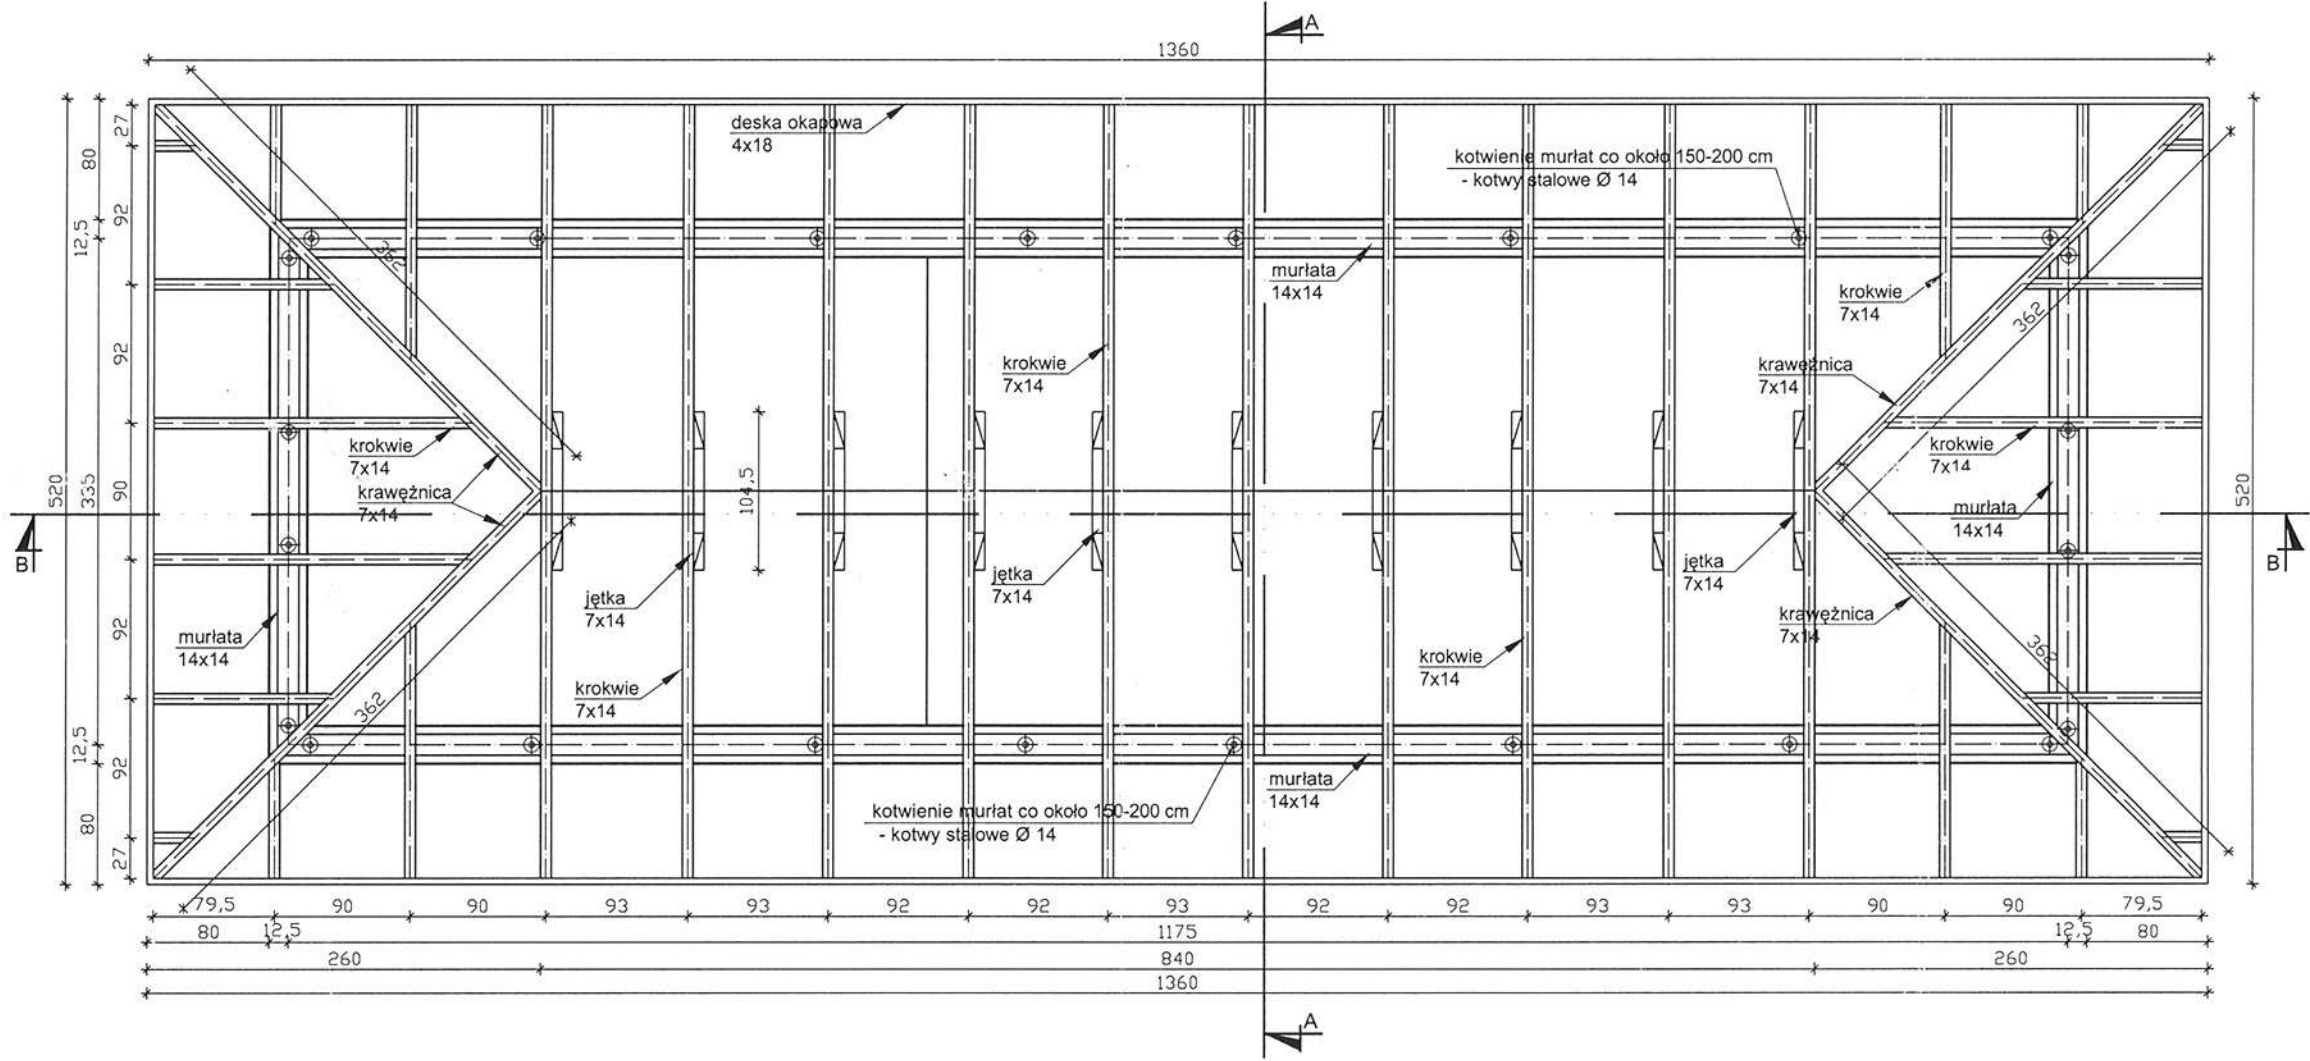 A
1360
deska okapowa
4x18
kotwienie murłat co około 150-200 cm
- kotwy stalowe Ø 14
27
80
92
12,5
362
murłata
14x14
krokwie
7x14
362
92
krokwie
7x14
krawężnica
7x14
krokwie
7x14
krawężnica
7x14
krokwie
7x14
520
335
90
104,5
murłata
14x14
520
B
B
jętka
7x14
jętka
7x14
jętka
7x14
krawężnica
7x14
92
murłata
14x14
krokwie
7x14
krokwie
7x14
362
362
12,5
92
80
27
murłata
14x14
kotwienie murłat co około 150-200 cm
- kotwy stalowe Ø 14
79,5 90 90 93 93 92 92 93 92 92 93 93 90 90 79,5
80 12,5 1175 12,5 80
260 840 260
1360
A